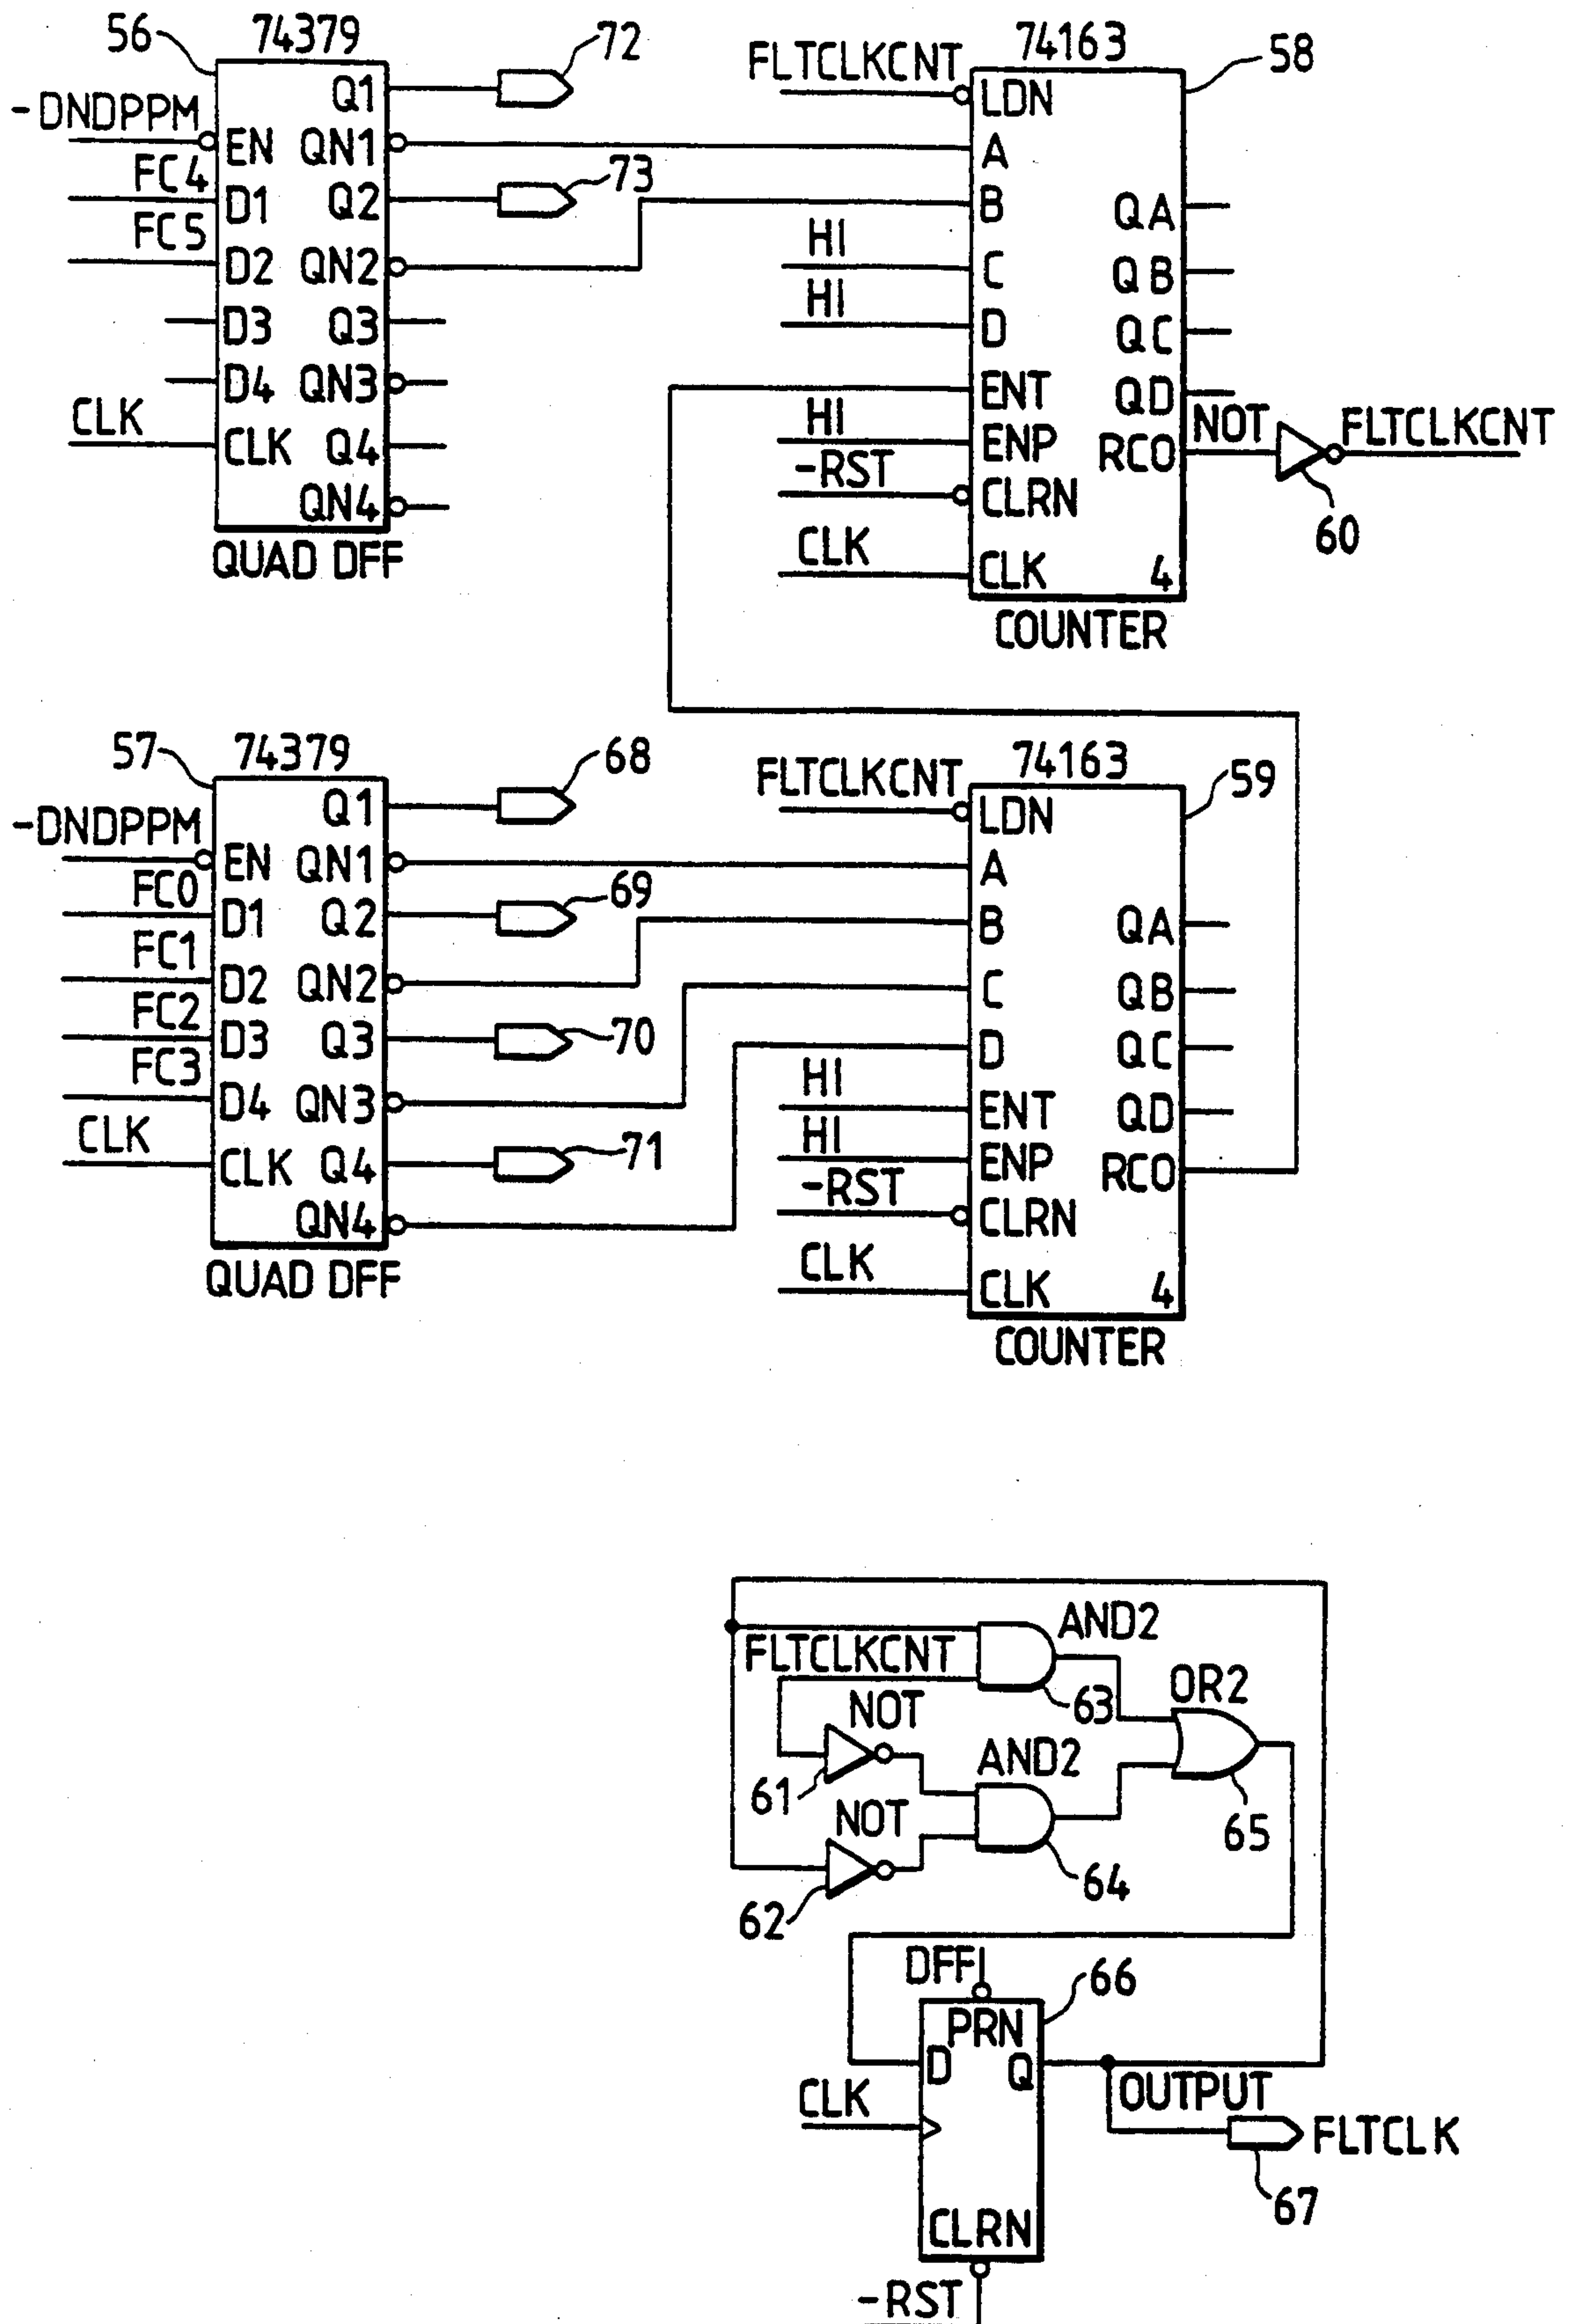 56
74379
72
-DNDPPM
EN
FC4
D1
FC5
D2
D3
D4
CLK
CLK
Q1
QN1
Q2
QN2
Q3
QN3
Q4
QN4
73
QUAD DFF
74163
58
FLTCLKCNT
LDN
A
B
HI
C
HI
D
ENT
HI
ENP
-RST
CLRN
CLK
CLK
QA
QB
QC
QD
RCO
4
NOT
FLTCLKCNT
60
COUNTER
57
74379
68
-DNDPPM
EN
FC0
D1
FC1
D2
FC2
D3
FC3
D4
CLK
CLK
Q1
QN1
Q2
QN2
Q3
QN3
Q4
QN4
69
70
71
QUAD DFF
74163
59
FLTCLKCNT
LDN
A
B
C
D
HI
ENT
HI
ENP
-RST
CLRN
CLK
CLK
QA
QB
QC
QD
RCO
4
COUNTER
AND2
FLTCLKCNT
63
OR2
NOT
61
AND2
65
NOT
64
62
DFF
66
PRN
D
Q
CLK
OUTPUT
FLTCLK
67
CLRN
-RST